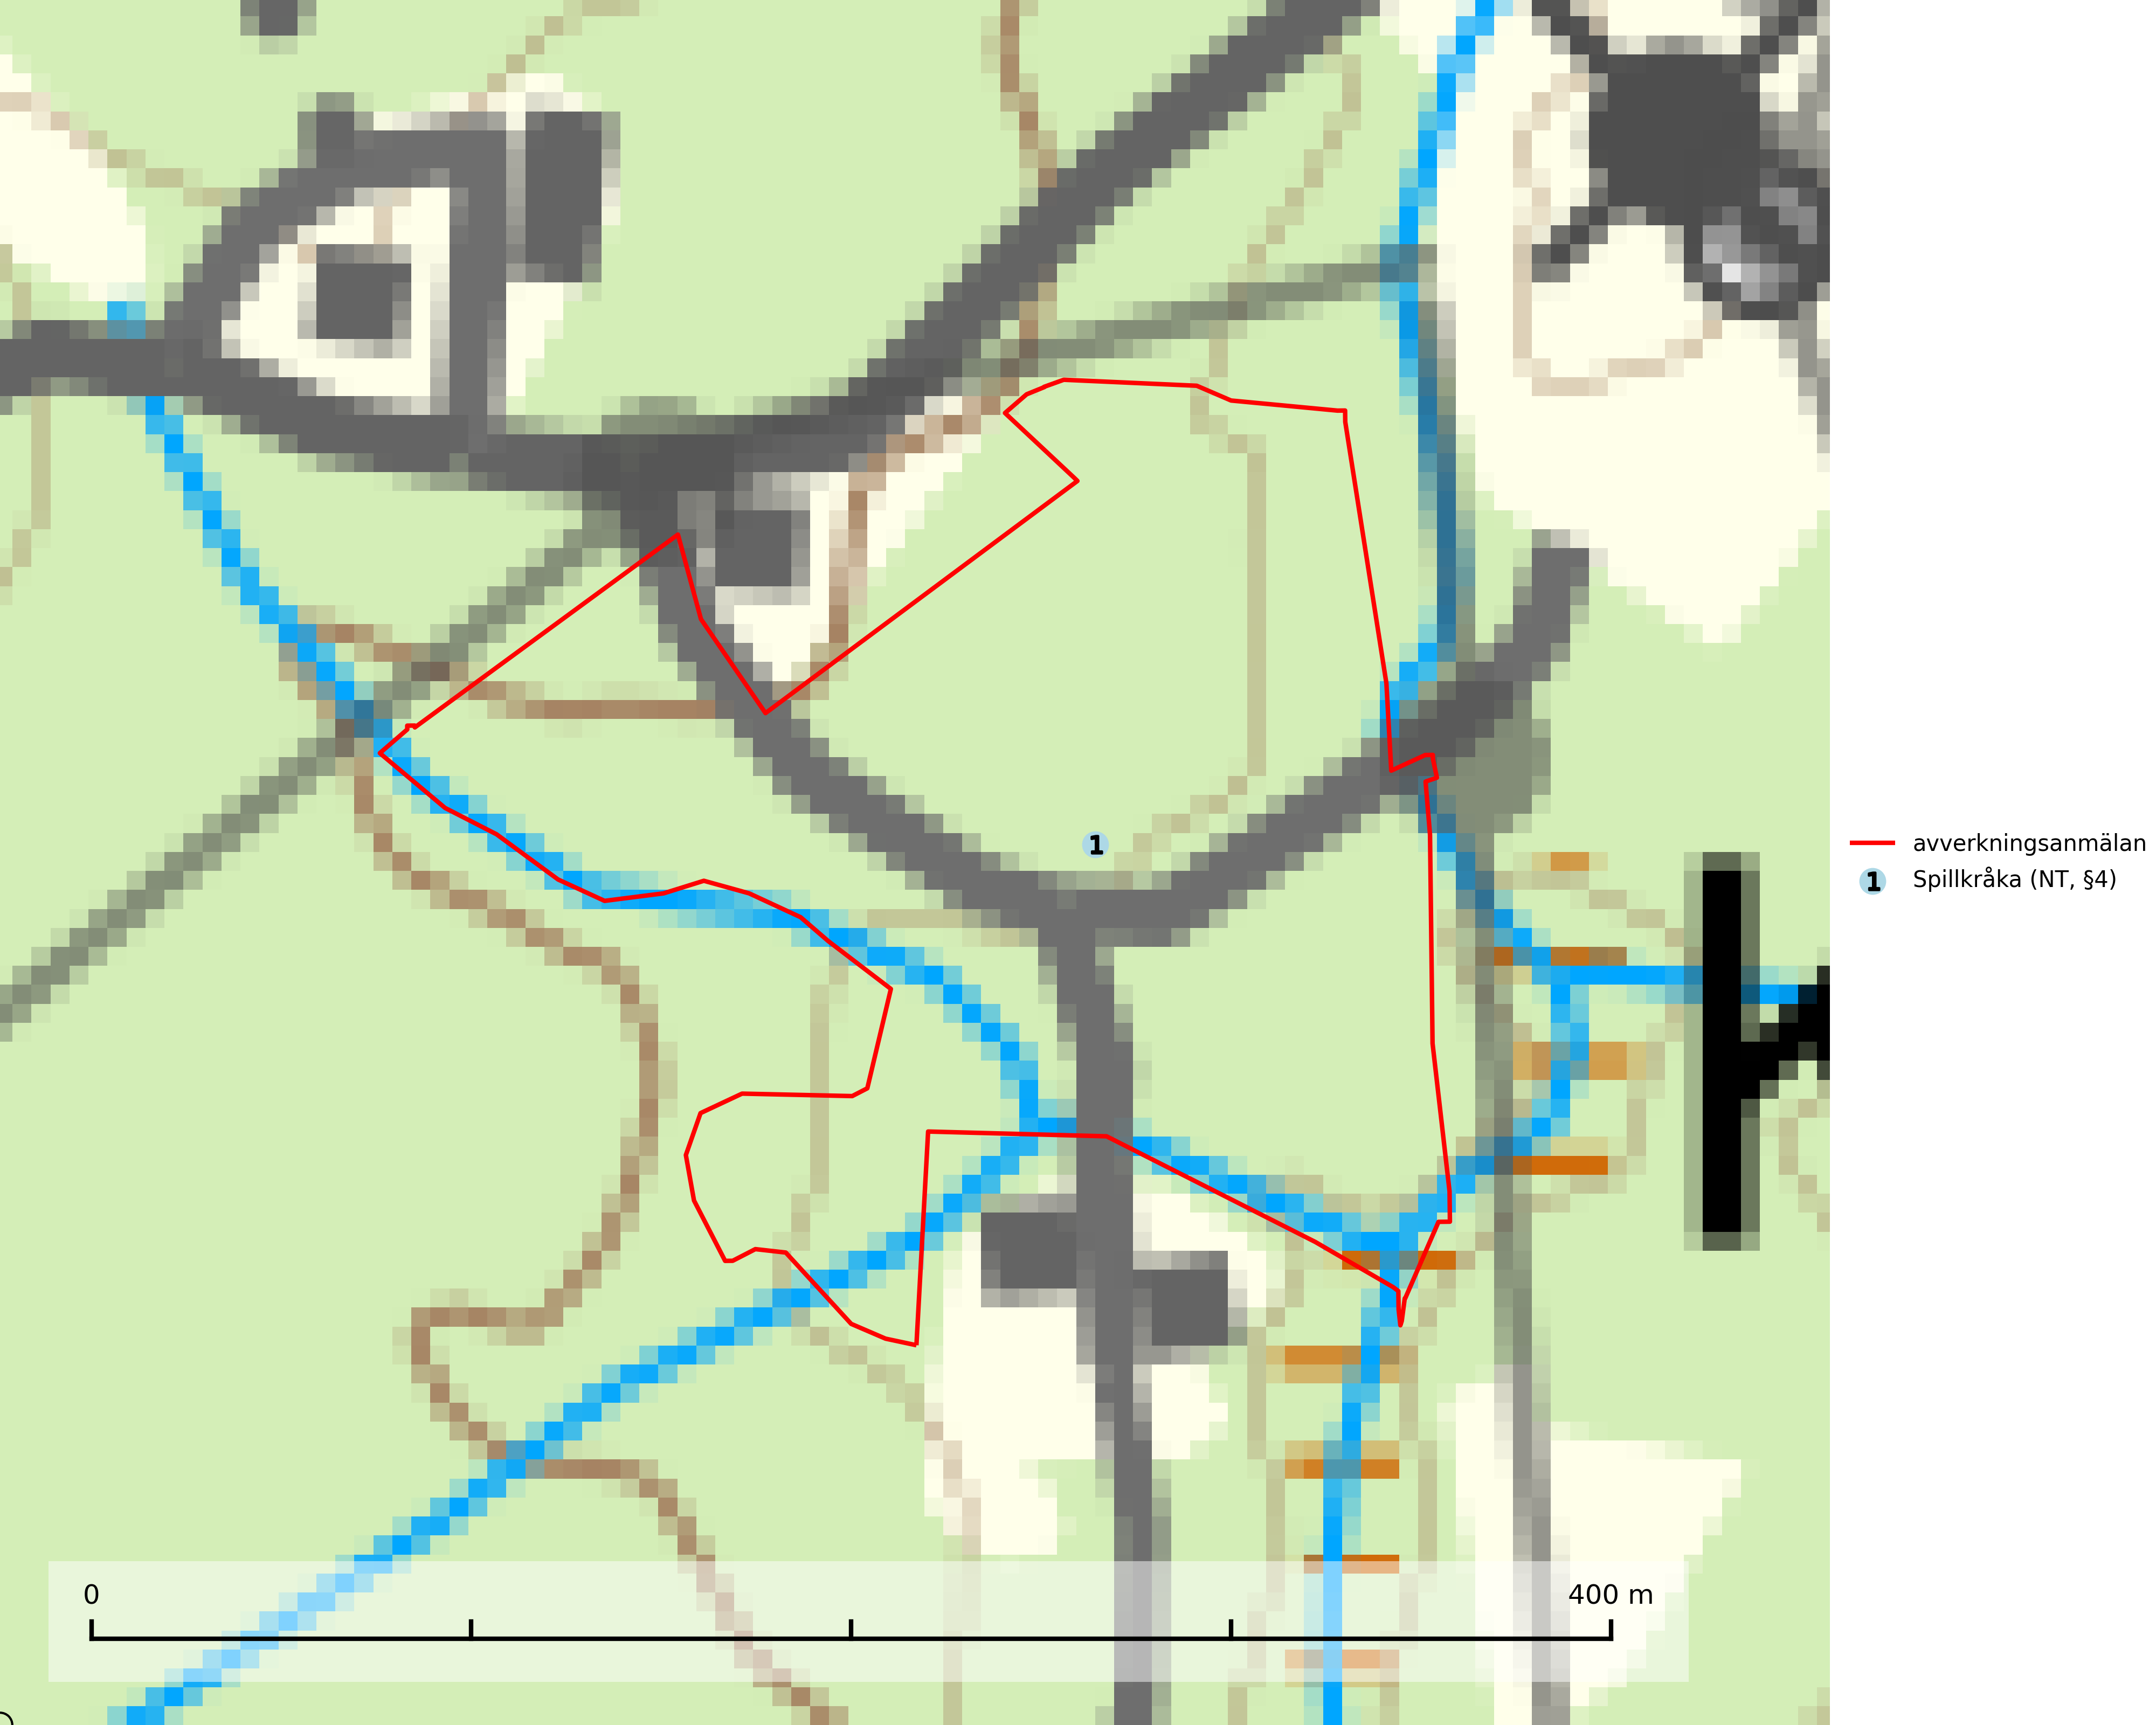 1
avverkningsanmälan
1 Spillkråka (NT, §4)
0 400 m